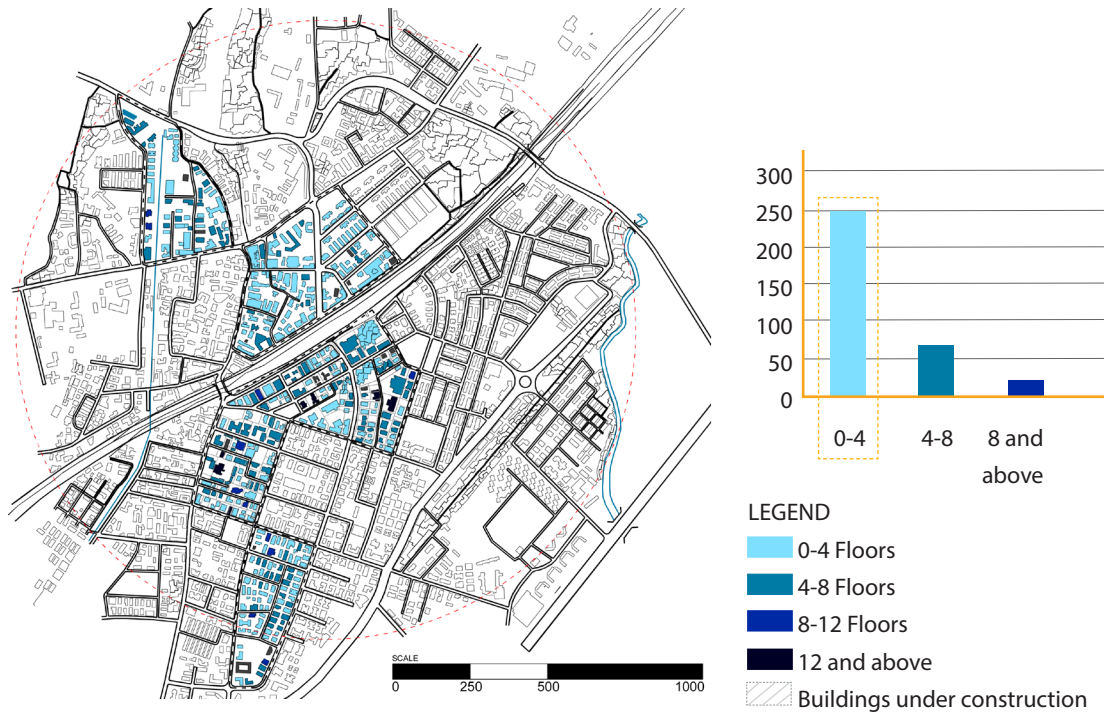 300
250
200
150
100
50
0
0-4 4-8 8 and
above
LEGEND
0-4 Floors
4-8 Floors
8-12 Floors
12 and above
Buildings under construction
SCALE
0 250 500 1000